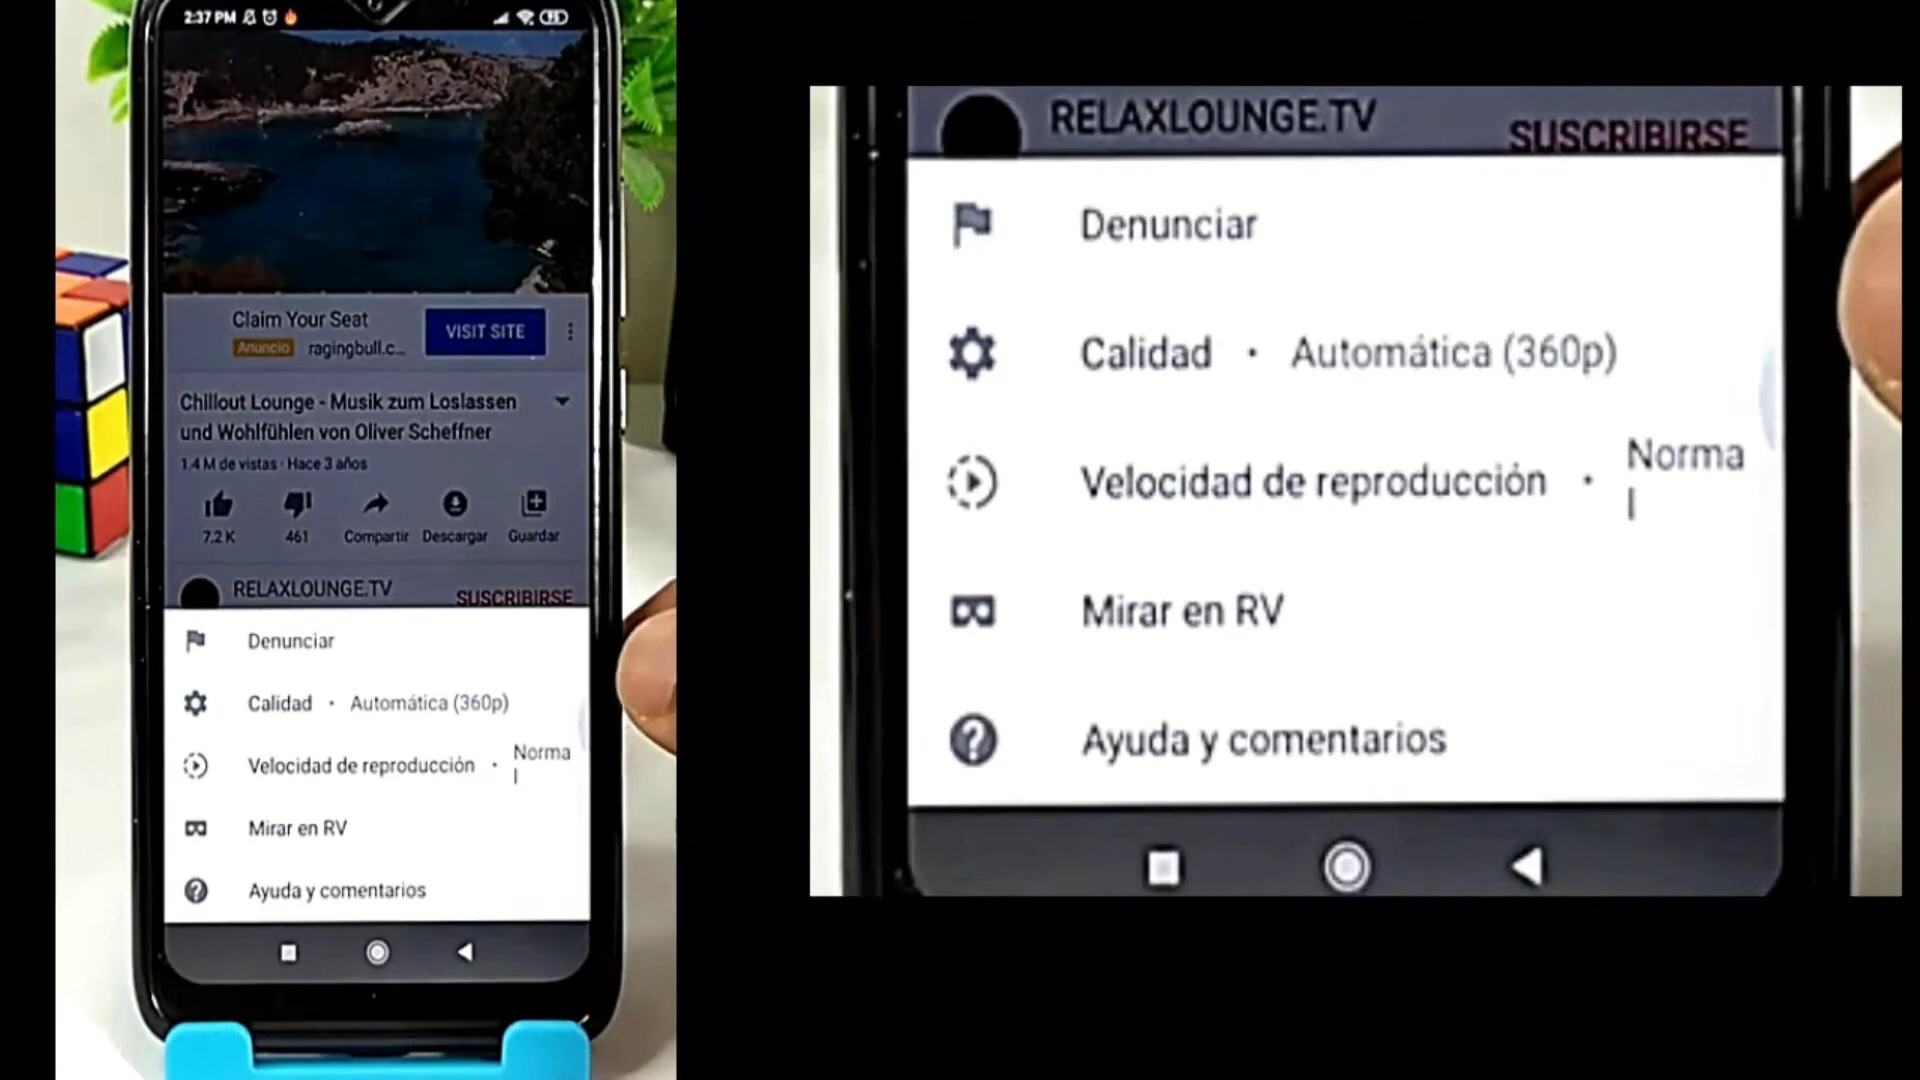 2:37 PM
Claim Your Seat
Anuncio ragingbull.c...
VISIT SITE
Chillout Lounge - Musik zum Loslassen
und Wohlfühlen von Oliver Scheffner
1.4 M de vistas · Hace 3 años
7.2 K 461 Compartir Descargar Guardar
RELAXLOUNGE.TV SUSCRIBIRSE
Denunciar
Calidad · Automática (360p)
Velocidad de reproducción · Norma
l
Mirar en RV
Ayuda y comentarios
RELAXLOUNGE.TV SUSCRIBIRSE
Denunciar
Calidad · Automática (360p)
Velocidad de reproducción · Norma
l
Mirar en RV
Ayuda y comentarios